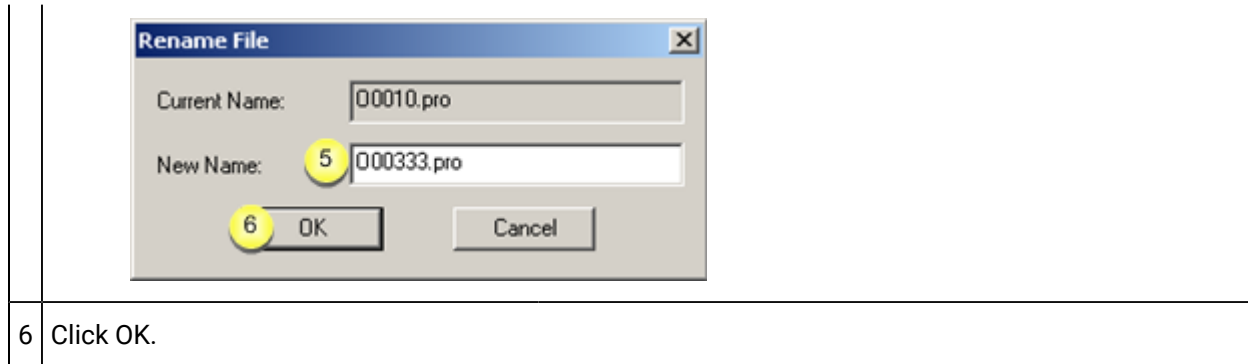 Rename File
Current Name: O0010.pro
New Name: 5 O00333.pro
6 OK Cancel
6 Click OK.